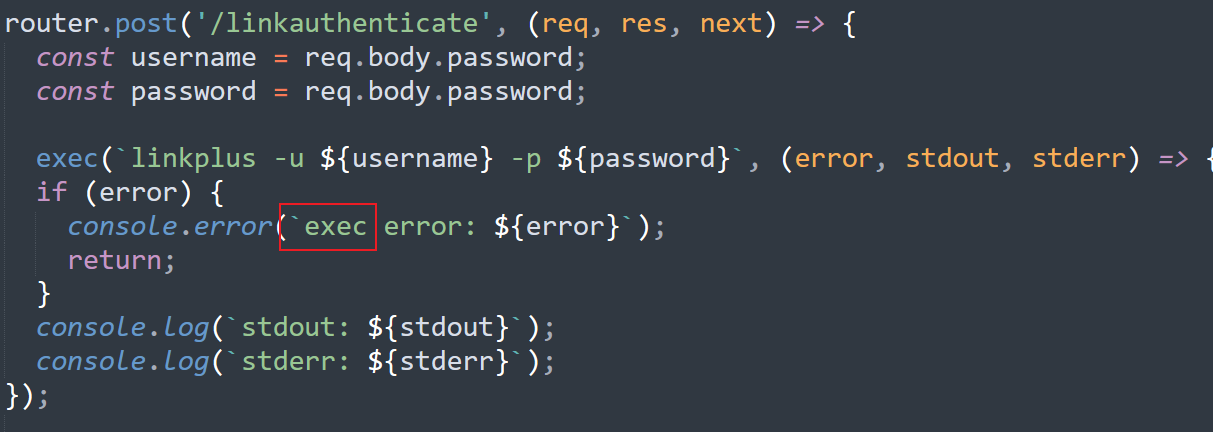 router.post('/linkauthenticate', (req, res, next) => {
const username = req.body.password;
const password = req.body.password;
exec(`linkplus -u ${username} -p ${password}`, (error, stdout, stderr) => {
if (error) {
console.error(`exec error: ${error}`);
return;
}
console.log(`stdout: ${stdout}`);
console.log(`stderr: ${stderr}`);
});